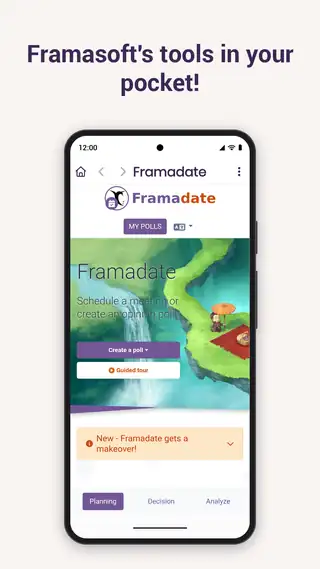 Framasoft's tools in your
pocket!
12:00
Framadate
Framadate
MY POLLS
Framadate
Schedule a meeting or
create an opinion poll
Create a poll
Guided tour
New - Framadate gets a
makeover!
Planning
Decision
Analyze